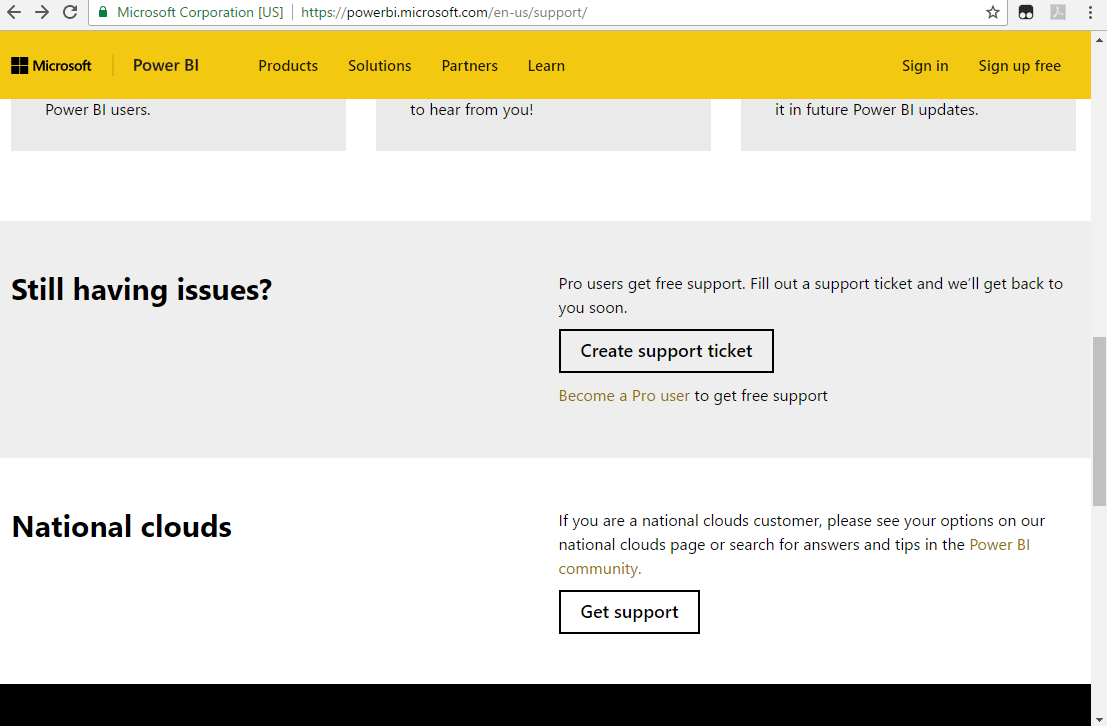 Microsoft Corporation [US] | https://powerbi.microsoft.com/en-us/support/
Microsoft Power BI Products Solutions Partners Learn Sign in Sign up free
Power BI users.
to hear from you!
it in future Power BI updates.
Still having issues?
Pro users get free support. Fill out a support ticket and we'll get back to
you soon.
Create support ticket
Become a Pro user to get free support
National clouds
If you are a national clouds customer, please see your options on our
national clouds page or search for answers and tips in the Power BI
community.
Get support